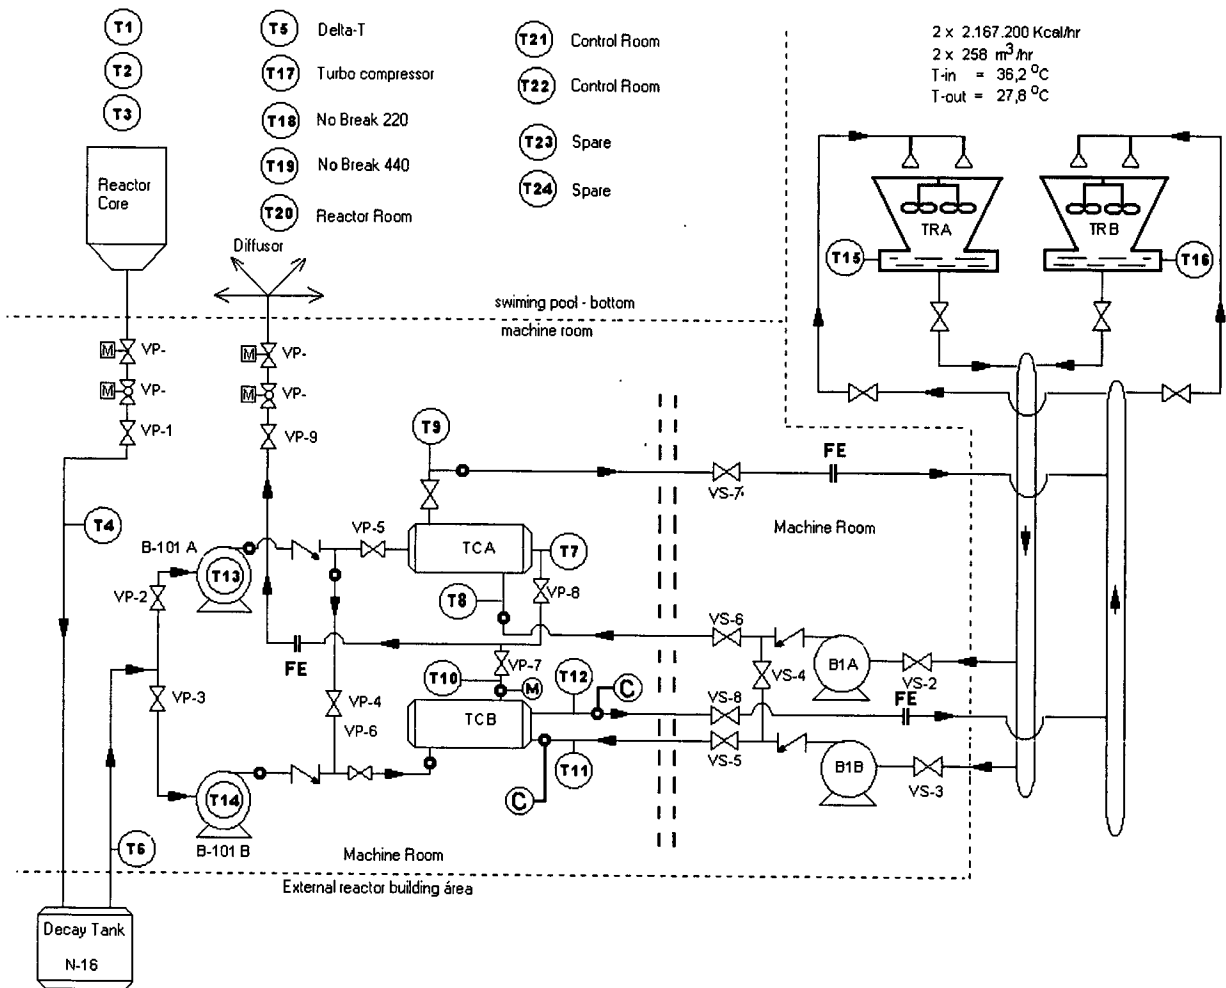 T1
T2
T3
T5 Delta-T
T17 Turbo compressor
T18 No Break 220
T19 No Break 440
T20 Reactor Room
T21 Control Room
T22 Control Room
T23 Spare
T24 Spare
2 x 2.167.200 Kcal/hr
2 x 258 m³/hr
T-in = 36,2 °C
T-out = 27,8 °C
Reactor
Core
Diffusor
TRA
TRB
T15
T16
swiming pool - bottom
machine room
M VP-
M VP-
M VP-
M VP-
VP-1
VP-9
T9
FE
VS-7
T4
B-101 A
VP-5
TCA
T7
Machine Room
T13
VP-2
T8
VP-8
VS-6
FE
VP-7
VS-4
B1A
VS-2
VP-3
T10
M
T12
C
VP-4
VP-6
TCB
VS-8
FE
VS-5
T11
B1B
VS-3
T14
C
T6
B-101 B
Machine Room
External reactor building área
Decay Tank
N-16